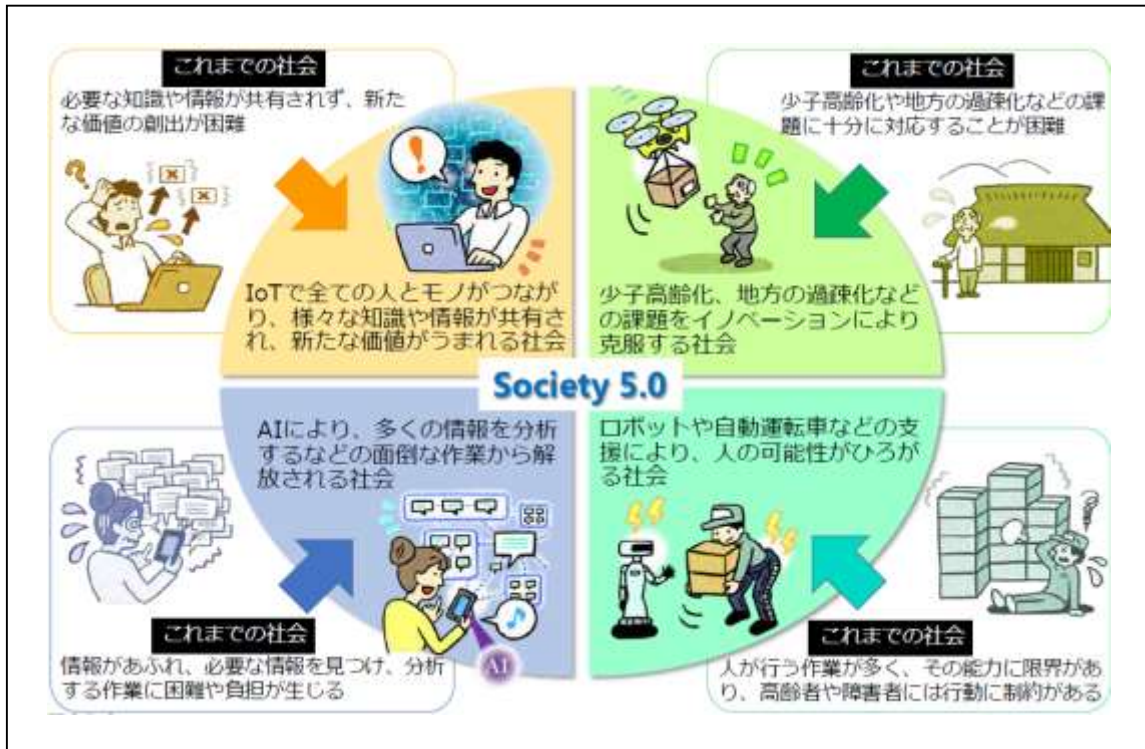 これまでの社会
必要な知識や情報が共有されず、新た
な価値の創出が困難
IoTで全ての人とモノがつなが
り、様々な知識や情報が共有さ
れ、新たな価値がうまれる社会
これまでの社会
少子高齢化や地方の過疎化などの課
題に十分に対応することが困難
少子高齢化、地方の過疎化など
の課題をイノベーションにより
克服する社会
Society 5.0
AIにより、多くの情報を分析
するなどの面倒な作業から解
放される社会
AI
これまでの社会
情報があふれ、必要な情報を見つけ、分析
する作業に困難や負担が生じる
ロボットや自動運転車などの支
援により、人の可能性がひろが
る社会
これまでの社会
人が行う作業が多く、その能力に限界があ
り、高齢者や障害者には行動に制約がある